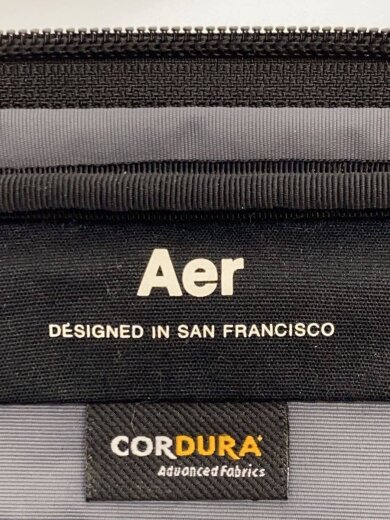 Aer
DESIGNED IN SAN FRANCISCO
CORDURA
Advanced Fabrics